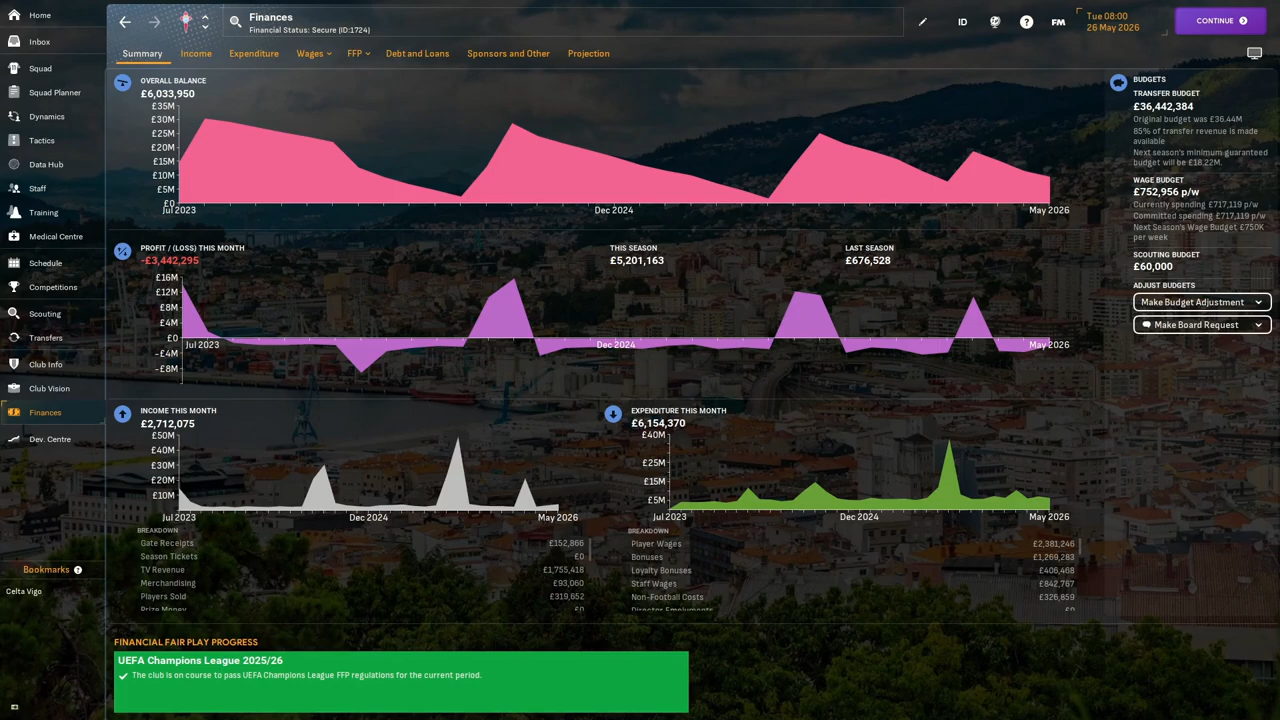 Home
Inbox
Squad
Squad Planner
Dynamics
Tactics
Data Hub
Staff
Training
Medical Centre
Schedule
Competitions
Scouting
Transfers
Club Info
Club Vision
Finances
Dev. Centre
Bookmarks ?
Celta Vigo
Finances
Financial Status: Secure (ID:1724)
ID
?
FM
Tue 08:00
26 May 2026
CONTINUE
Summary Income Expenditure Wages FFP Debt and Loans Sponsors and Other Projection
OVERALL BALANCE
£6,033,950
£35M
£30M
£25M
£20M
£15M
£10M
£5M
£0
Jul 2023 Dec 2024 May 2026
PROFIT / (LOSS) THIS MONTH
-£3,442,295
THIS SEASON
£5,201,163
LAST SEASON
£676,528
£16M
£12M
£8M
£4M
£0
-£4M
-£8M
Jul 2023 Dec 2024 May 2026
INCOME THIS MONTH
£2,712,075
£50M
£40M
£30M
£20M
£10M
Jul 2023 Dec 2024 May 2026
BREAKDOWN
Gate Receipts £152,866
Season Tickets £0
TV Revenue £1,755,418
Merchandising £93,060
Players Sold £319,652
Prize Money £0
EXPENDITURE THIS MONTH
£6,154,370
£40M
£25M
£15M
£5M
Jul 2023 Dec 2024 May 2026
BREAKDOWN
Player Wages £2,381,246
Bonuses £1,269,283
Loyalty Bonuses £406,468
Staff Wages £842,767
Non-Football Costs £326,859
Director Emoluments £0
BUDGETS
TRANSFER BUDGET
£36,442,384
Original budget was £36.44M
85% of transfer revenue is made
available
Next season's minimum guaranteed
budget will be £18.22M.
WAGE BUDGET
£752,956 p/w
Currently spending £717,119 p/w
Committed spending £717,119 p/w
Next Season's Wage Budget £750K
per week
SCOUTING BUDGET
£60,000
ADJUST BUDGETS
Make Budget Adjustment
Make Board Request
FINANCIAL FAIR PLAY PROGRESS
UEFA Champions League 2025/26
The club is on course to pass UEFA Champions League FFP regulations for the current period.